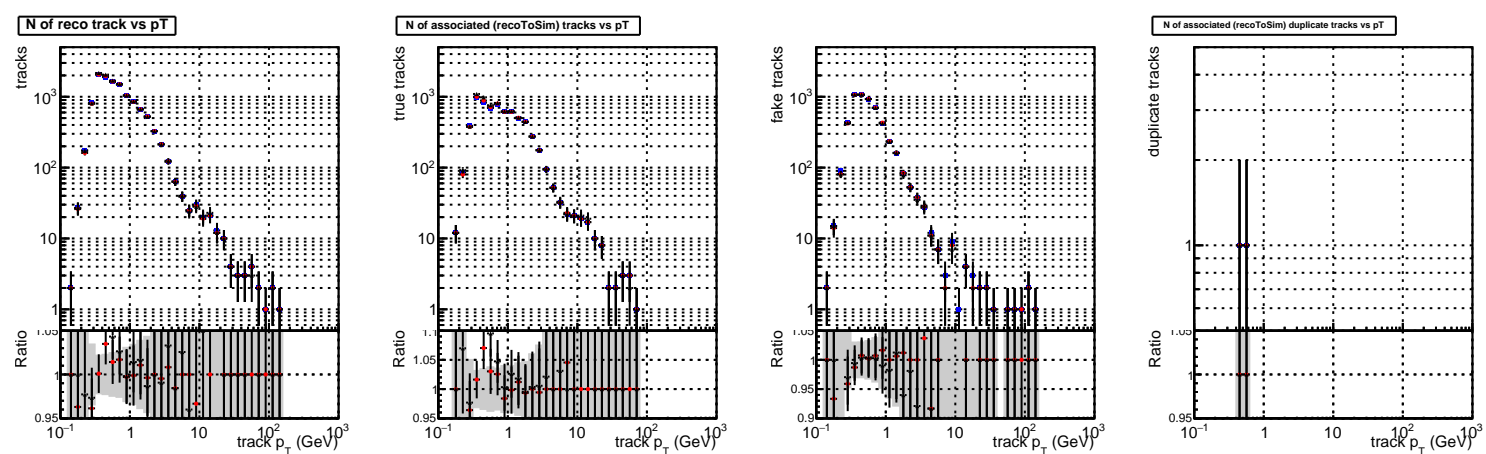 N of reco track vs pT
tracks
10³
10²
10
1
Ratio
1.05
1
0.95
10⁻¹ 1 10 10² 10³
track p_T (GeV)
N of associated (recoToSim) tracks vs pT
true tracks
10³
10²
10
1
Ratio
1.1
1.05
1
0.95
10⁻¹ 1 10 10² 10³
track p_T (GeV)
fake tracks
10³
10²
10
1
Ratio
1.05
1
0.95
0.9
10⁻¹ 1 10 10² 10³
track p_T (GeV)
N of associated (recoToSim) duplicate tracks vs pT
duplicate tracks
1
Ratio
1.05
1
0.95
10⁻¹ 1 10 10² 10³
track p_T (GeV)